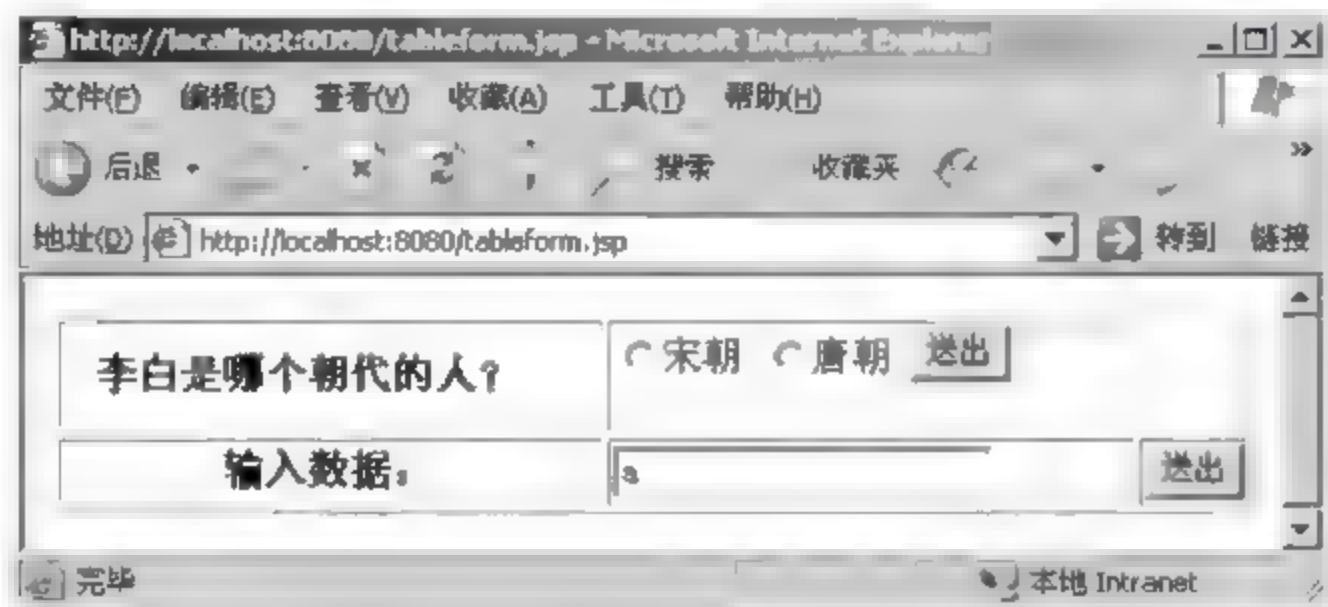 http://localhost:8080/tableform.jsp - Microsoft Internet Explorer
文件(F) 编辑(E) 查看(V) 收藏(A) 工具(T) 帮助(H)
后退 搜索 收藏夹 »
地址(D) http://localhost:8080/tableform.jsp 转到 链接
李白是哪个朝代的人? 宋朝 唐朝 送出
输入数据: a 送出
完毕 本地 Intranet